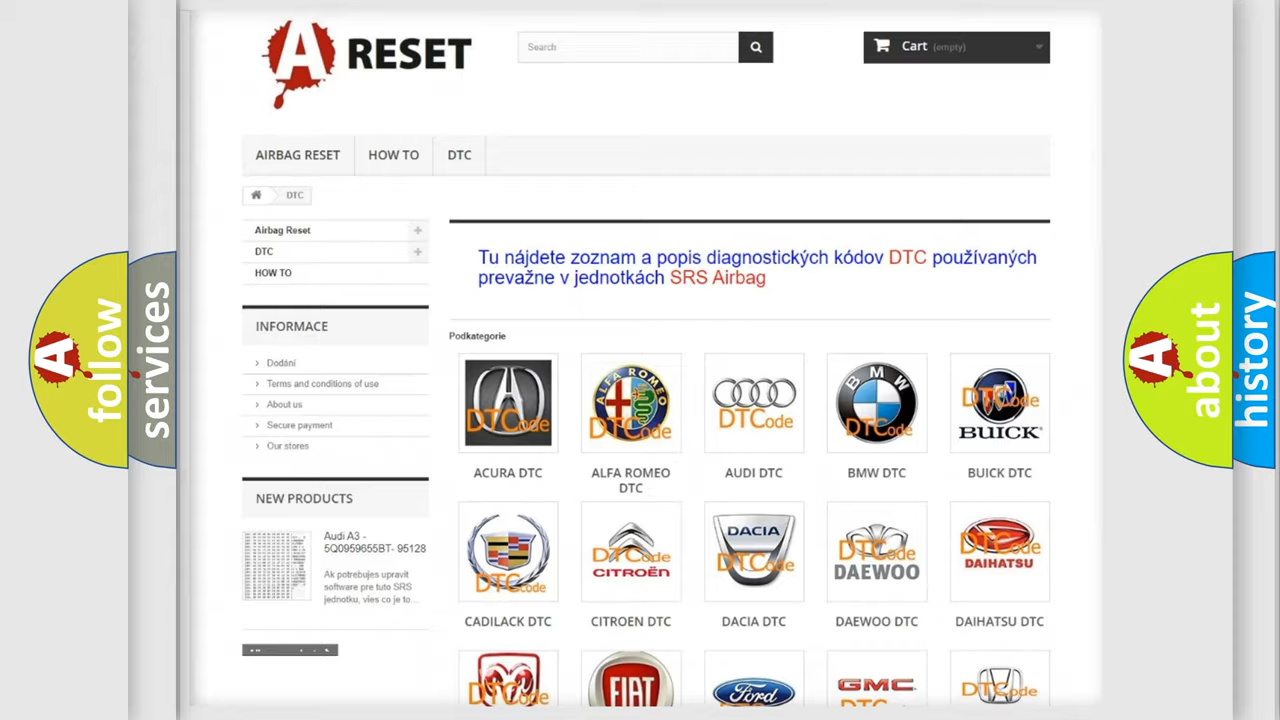 A RESET
Search
Cart (empty)
AIRBAG RESET
HOW TO
DTC
DTC
Airbag Reset
DTC
HOW TO
Tu nájdete zoznam a popis diagnostických kódov DTC používaných
prevažne v jednotkách SRS Airbag
INFORMACE
Dodání
Terms and conditions of use
About us
Secure payment
Our stores
Podkategorie
DTCode
ALFA ROMEO
DTCode
DTCode
BMW
DTCode
DTCode
BUICK
ACURA DTC
ALFA ROMEO
DTC
AUDI DTC
BMW DTC
BUICK DTC
NEW PRODUCTS
Audi A3 -
5Q0959655BT- 95128
Ak potrebujes upravit
software pre tuto SRS
jednotku, vies co je to...
DTCode
DTCode
CITROËN
DACIA
DTCode
DTCode
DAEWOO
DTCode
DAIHATSU
CADILACK DTC
CITROEN DTC
DACIA DTC
DAEWOO DTC
DAIHATSU DTC
DTCode
FIAT
Ford
GMC
DTCode
A
follow
services
A
about
history